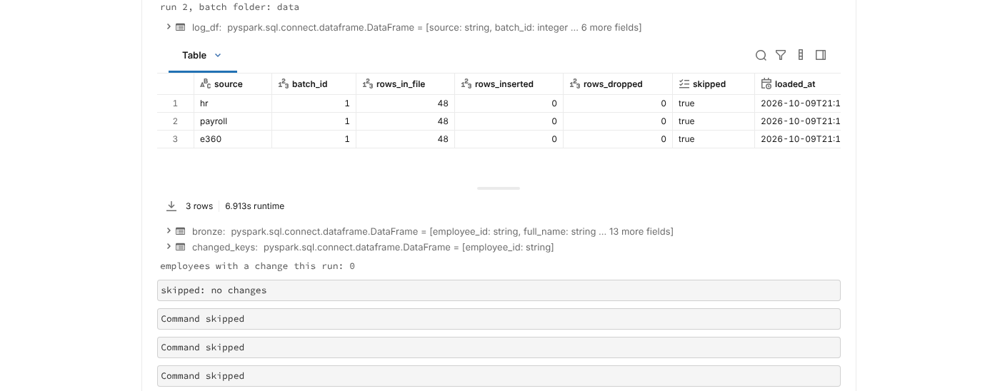 run 2, batch folder: data
log_df: pyspark.sql.connect.dataframe.DataFrame = [source: string, batch_id: integer ... 6 more fields]
Table
source batch_id rows_in_file rows_inserted rows_dropped skipped loaded_at
1 hr 1 48 0 0 true 2026-10-09T21:1
2 payroll 1 48 0 0 true 2026-10-09T21:1
3 e360 1 48 0 0 true 2026-10-09T21:1
3 rows 6.913s runtime
bronze: pyspark.sql.connect.dataframe.DataFrame = [employee_id: string, full_name: string ... 13 more fields]
changed_keys: pyspark.sql.connect.dataframe.DataFrame = [employee_id: string]
employees with a change this run: 0
skipped: no changes
Command skipped
Command skipped
Command skipped